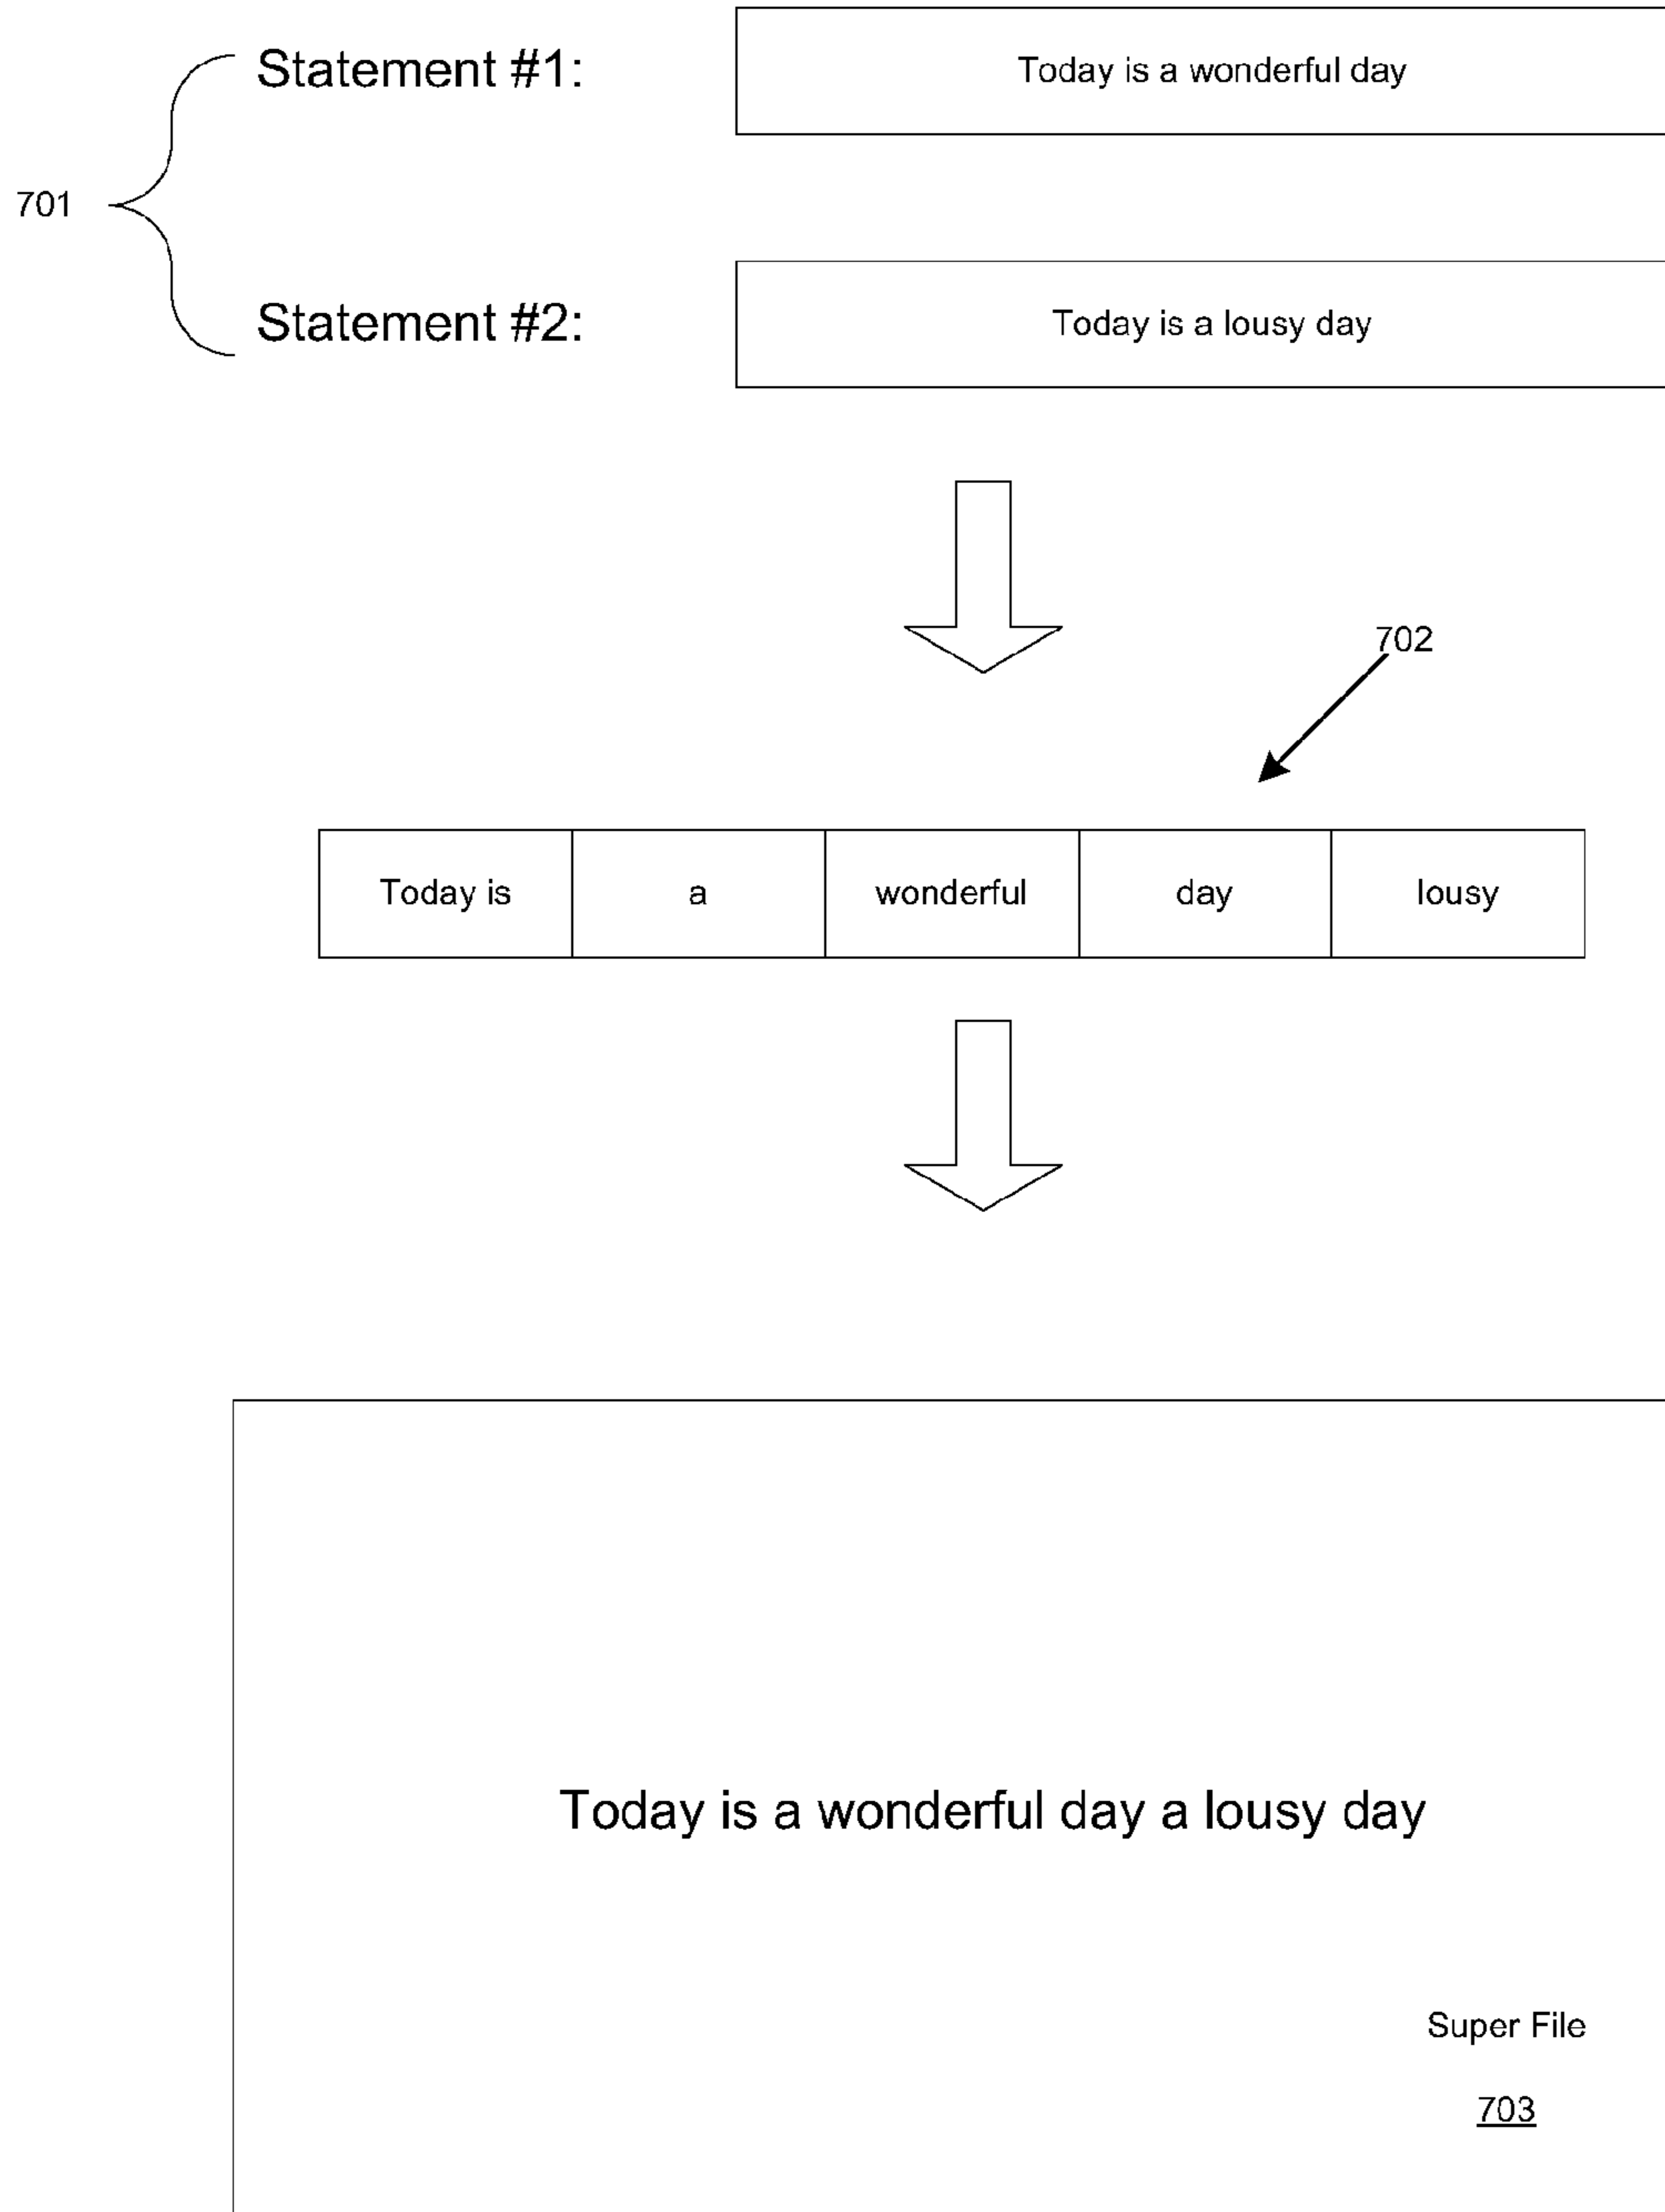 Statement #1:
Today is a wonderful day
701
Statement #2:
Today is a lousy day
702
Today is
a
wonderful
day
lousy
Today is a wonderful day a lousy day
Super File
703